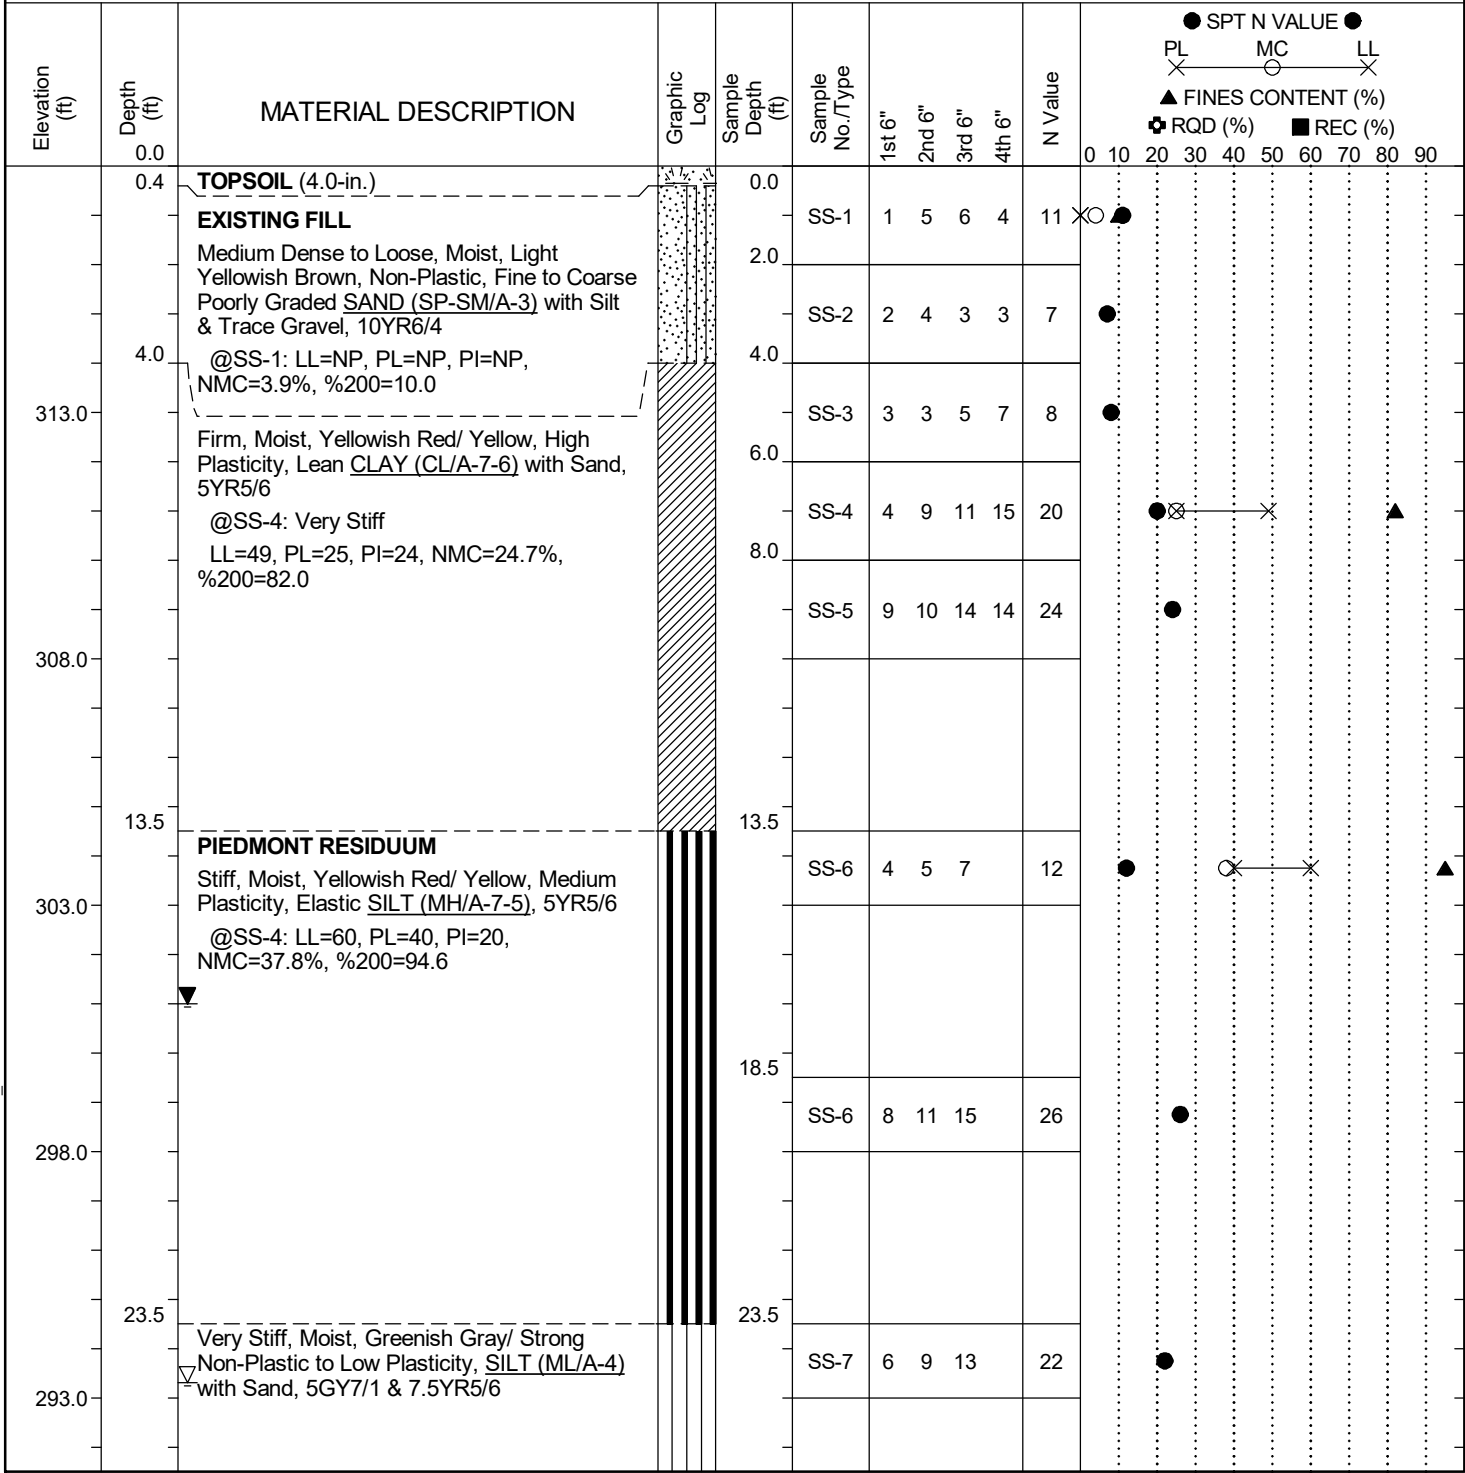 ● SPT N VALUE ●
PL MC LL
▲ FINES CONTENT (%)
RQD (%) ■ REC (%)
Elevation (ft)
Depth (ft)
0.0
MATERIAL DESCRIPTION
Graphic Log
Sample Depth (ft)
Sample No./Type
1st 6"
2nd 6"
3rd 6"
4th 6"
N Value
0 10 20 30 40 50 60 70 80 90
0.4 TOPSOIL (4.0-in.) 0.0
EXISTING FILL
SS-1 1 5 6 4 11
Medium Dense to Loose, Moist, Light
2.0
Yellowish Brown, Non-Plastic, Fine to Coarse
Poorly Graded SAND (SP-SM/A-3) with Silt
SS-2 2 4 3 3 7
& Trace Gravel, 10YR6/4
4.0 @SS-1: LL=NP, PL=NP, PI=NP, 4.0
NMC=3.9%, %200=10.0
313.0 SS-3 3 3 5 7 8
Firm, Moist, Yellowish Red/ Yellow, High
6.0
Plasticity, Lean CLAY (CL/A-7-6) with Sand,
5YR5/6
SS-4 4 9 11 15 20
@SS-4: Very Stiff
LL=49, PL=25, PI=24, NMC=24.7%, 8.0
%200=82.0
SS-5 9 10 14 14 24
308.0
13.5 13.5
PIEDMONT RESIDUUM
SS-6 4 5 7 12
Stiff, Moist, Yellowish Red/ Yellow, Medium
Plasticity, Elastic SILT (MH/A-7-5), 5YR5/6
303.0
@SS-4: LL=60, PL=40, PI=20,
NMC=37.8%, %200=94.6
18.5
SS-6 8 11 15 26
298.0
23.5 23.5
Very Stiff, Moist, Greenish Gray/ Strong
Non-Plastic to Low Plasticity, SILT (ML/A-4)
SS-7 6 9 13 22
with Sand, 5GY7/1 & 7.5YR5/6
293.0